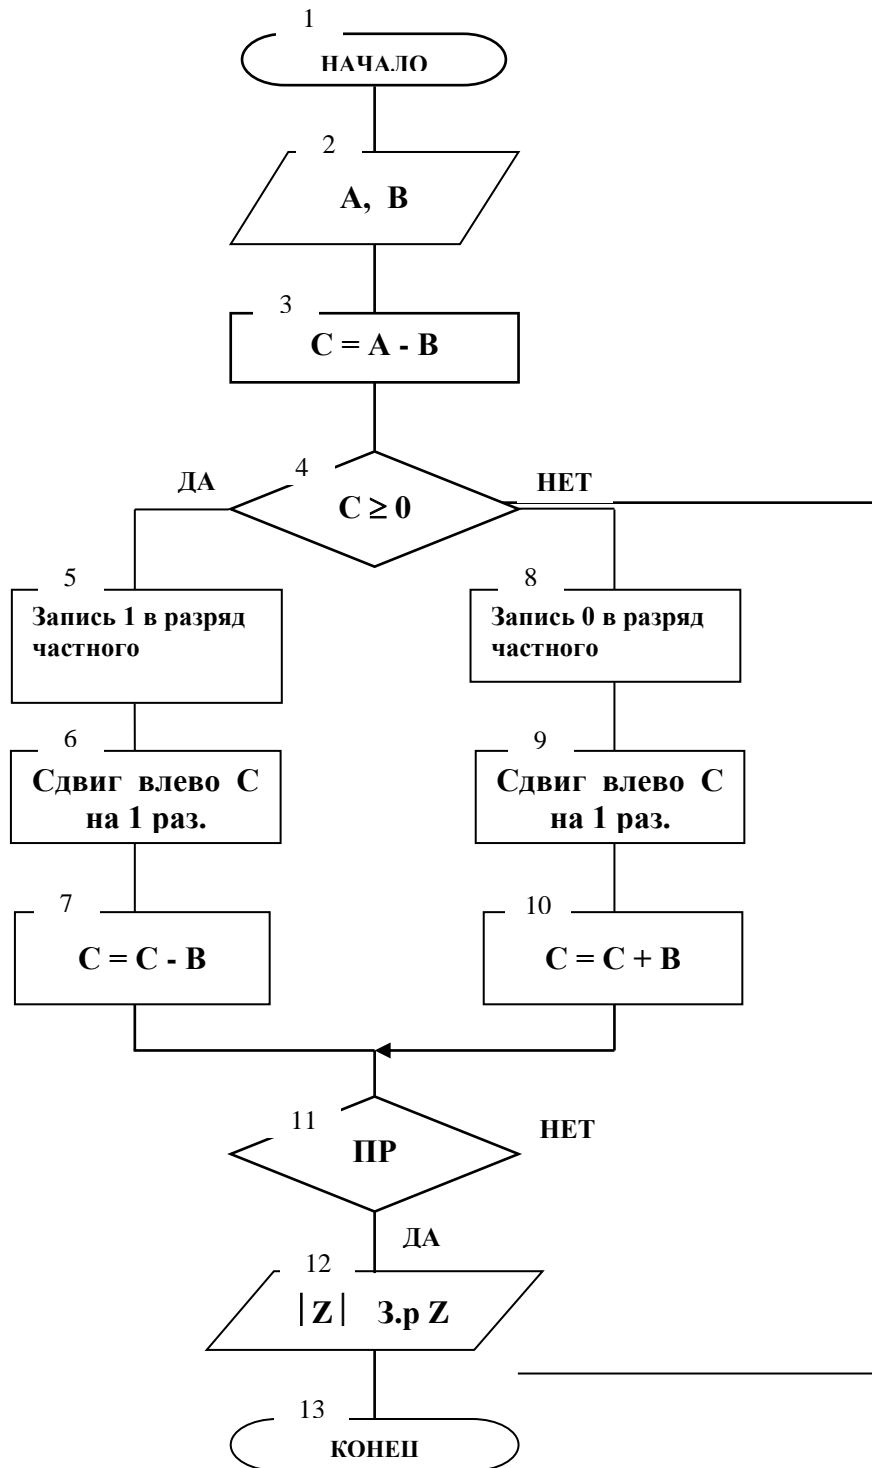 1
НАЧАЛО
2
A, B
3
C = A - B
4
ДА
НЕТ
C ≥ 0
5
Запись 1 в разряд
частного
8
Запись 0 в разряд
частного
6
Сдвиг влево С
на 1 раз.
9
Сдвиг влево С
на 1 раз.
7
C = C - B
10
C = C + B
11
НЕТ
ПР
ДА
12
|Z| З.р Z
13
КОНЕЦ